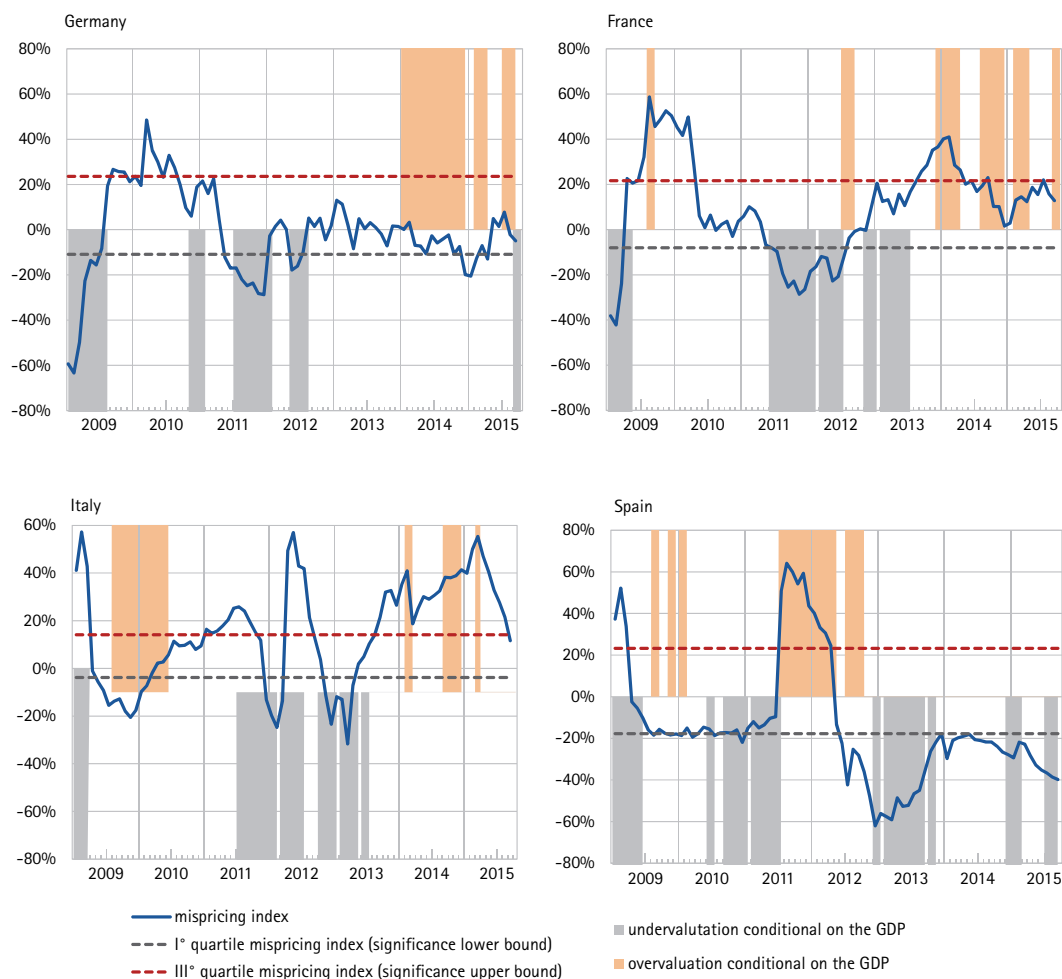 Germany
80%
60%
40%
20%
0%
-20%
-40%
-60%
-80%
2009 2010 2011 2012 2013 2014 2015
France
80%
60%
40%
20%
0%
-20%
-40%
-60%
-80%
2009 2010 2011 2012 2013 2014 2015
Italy
60%
40%
20%
0%
-20%
-40%
-60%
-80%
2009 2010 2011 2012 2013 2014 2015
Spain
80%
60%
40%
20%
0%
-20%
-40%
-60%
-80%
2009 2010 2011 2012 2013 2014 2015
mispricing index
I° quartile mispricing index (significance lower bound)
III° quartile mispricing index (significance upper bound)
undervalutation conditional on the GDP
overvaluation conditional on the GDP